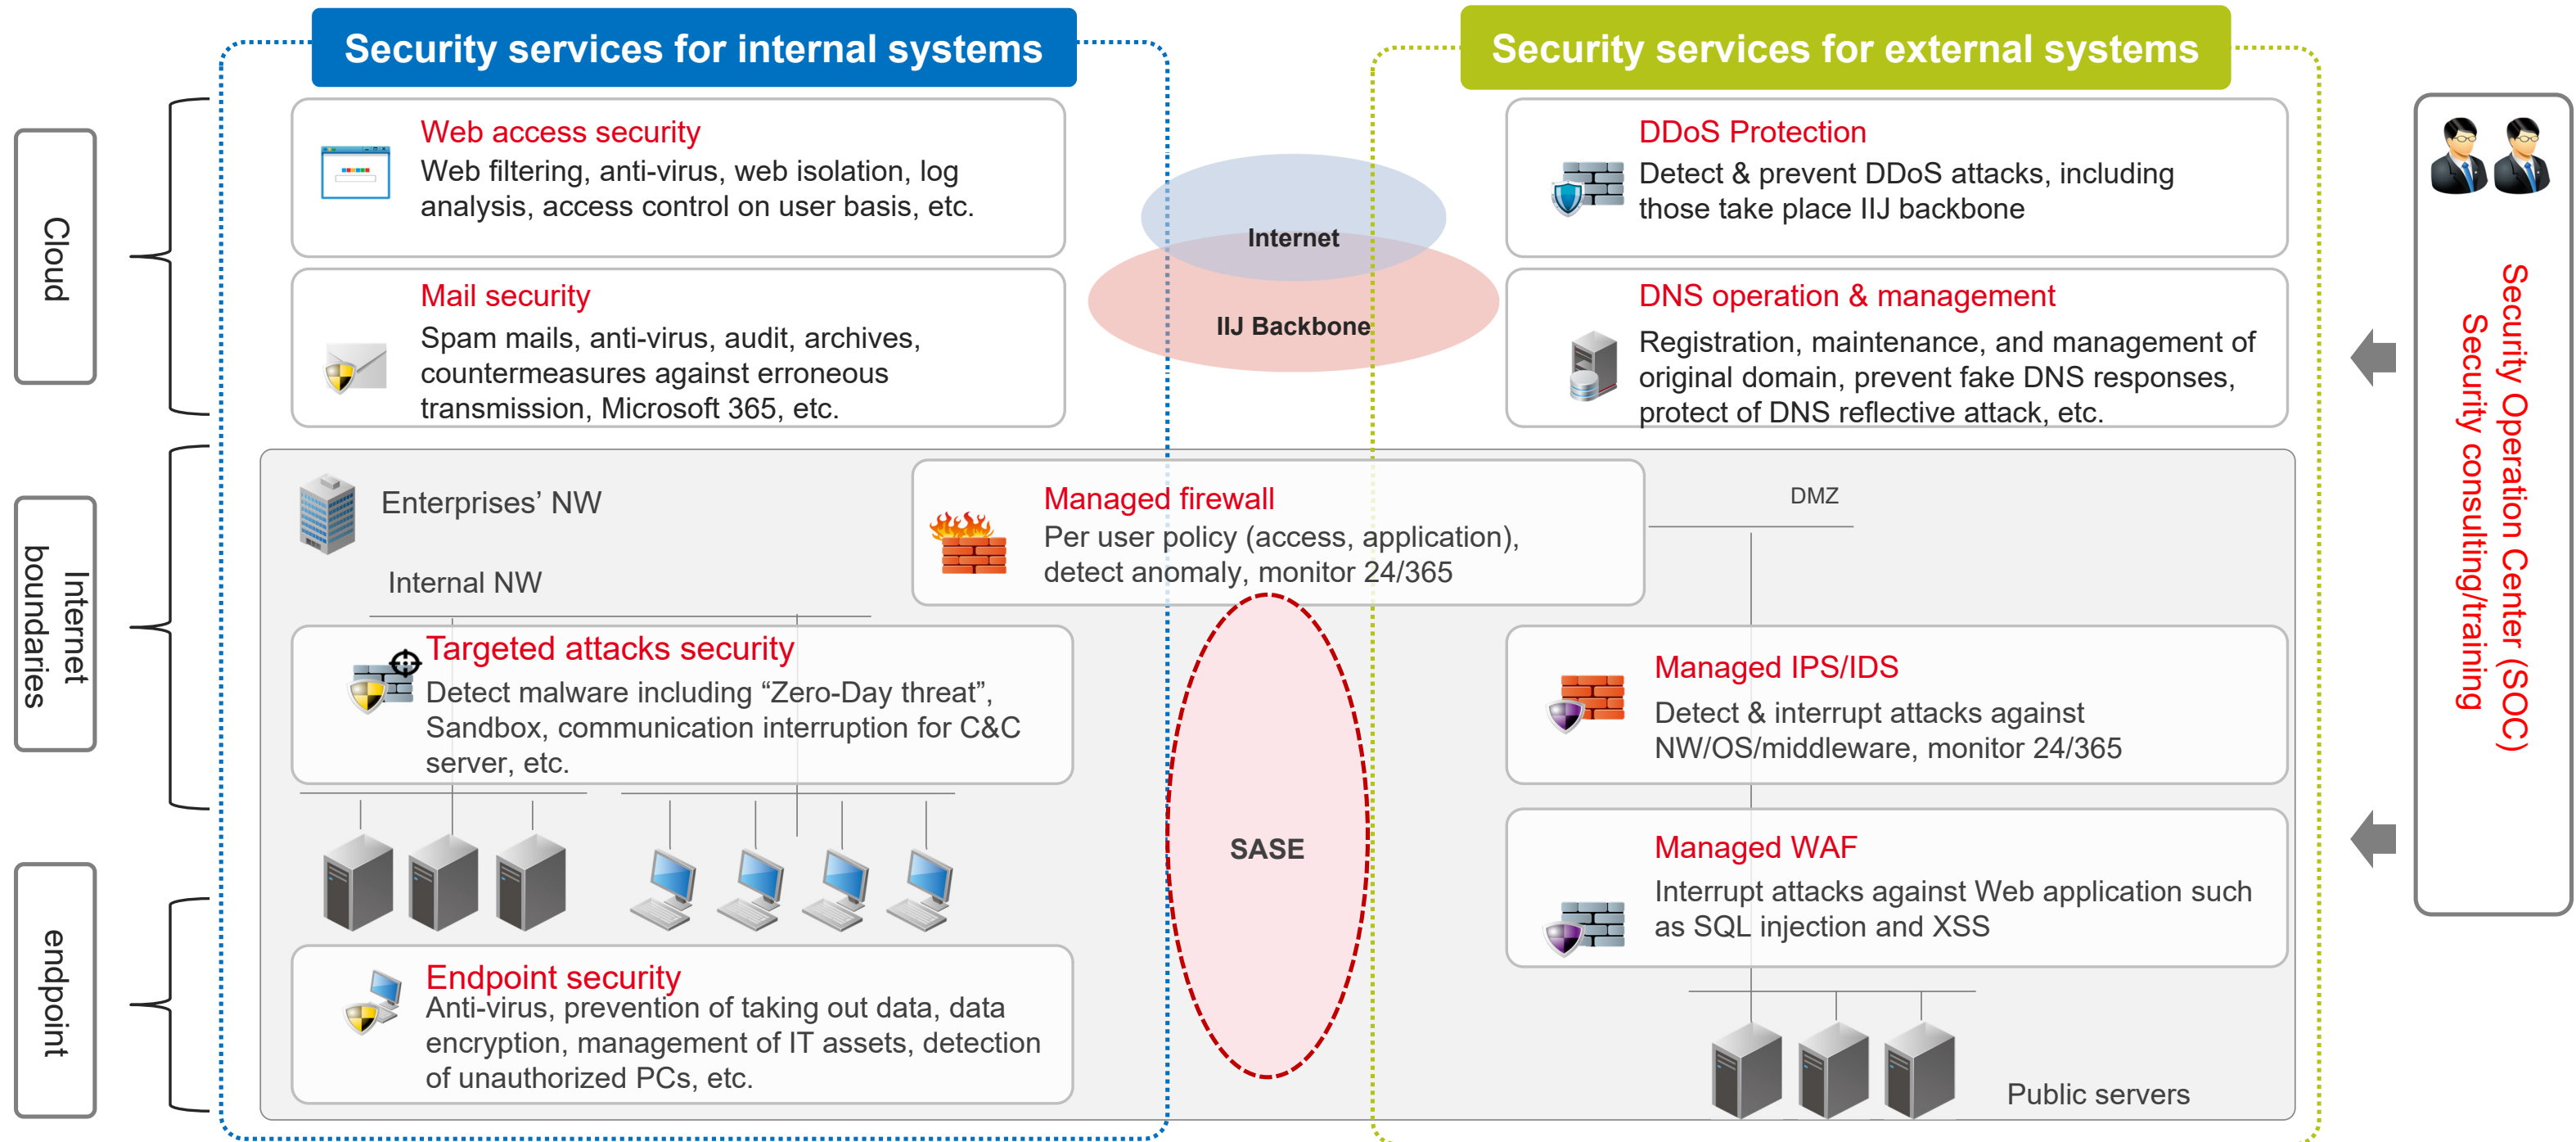 Security services for internal systems
Security services for external systems
Cloud
Web access security
Web filtering, anti-virus, web isolation, log
analysis, access control on user basis, etc.
Mail security
Spam mails, anti-virus, audit, archives,
countermeasures against erroneous
transmission, Microsoft 365, etc.
Internet
IIJ Backbone
DDoS Protection
Detect & prevent DDoS attacks, including
those take place IIJ backbone
DNS operation & management
Registration, maintenance, and management of
original domain, prevent fake DNS responses,
protect of DNS reflective attack, etc.
Security Operation Center (SOC)
Security consulting/training
Internet
boundaries
Enterprises’ NW
Internal NW
Managed firewall
Per user policy (access, application),
detect anomaly, monitor 24/365
DMZ
Targeted attacks security
Detect malware including “Zero-Day threat”,
Sandbox, communication interruption for C&C
server, etc.
SASE
Managed IPS/IDS
Detect & interrupt attacks against
NW/OS/middleware, monitor 24/365
Managed WAF
Interrupt attacks against Web application such
as SQL injection and XSS
endpoint
Endpoint security
Anti-virus, prevention of taking out data, data
encryption, management of IT assets, detection
of unauthorized PCs, etc.
Public servers